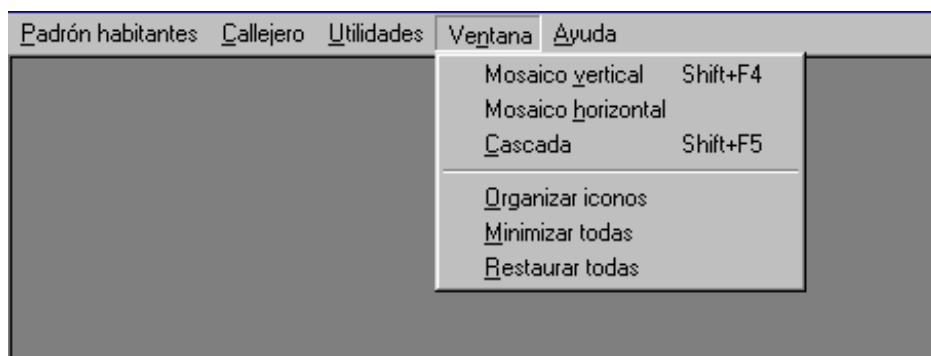 Padrón habitantes Callejero Utilidades Ventana Ayuda
Mosaico vertical Shift+F4
Mosaico horizontal
Cascada Shift+F5
Organizar iconos
Minimizar todas
Restaurar todas